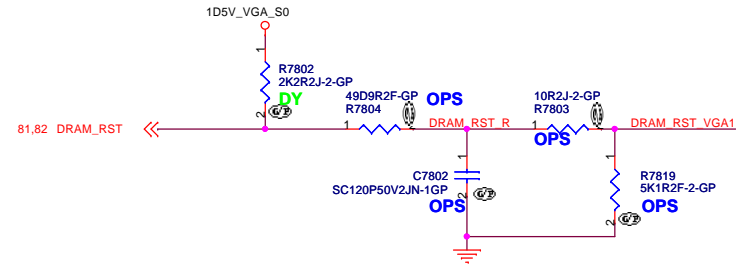 1D5V_VGA_S0
1
R7802
2K2R2J-2-GP
DY
2
G/P
81,82 DRAM_RST
49D9R2F-GP
R7804
1
2
OPS
DRAM_RST_R
10R2J-2-GP
R7803
1
2
OPS
DRAM_RST_VGA1
1
C7802
SC120P50V2JN-1GP
2
G/P
OPS
1
R7819
5K1R2F-2-GP
OPS
2
G/P